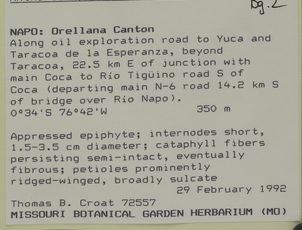 pg. 2
NAPO: Orellana Canton
Along oil exploration road to Yuca and
Taracoa de la Esperanza, beyond
Taracoa, 22.5 km E of junction with
main Coca to Río Tigüino road S of
Coca (departing main N-6 road 14.2 km S
of bridge over Río Napo).
0°34'S 76°42'W 350 m
Appressed epiphyte; internodes short,
1.5-3.5 cm diameter; cataphyll fibers
persisting semi-intact, eventually
fibrous; petioles prominently
ridged-winged, broadly sulcate
29 February 1992
Thomas B. Croat 72557
MISSOURI BOTANICAL GARDEN HERBARIUM (MO)